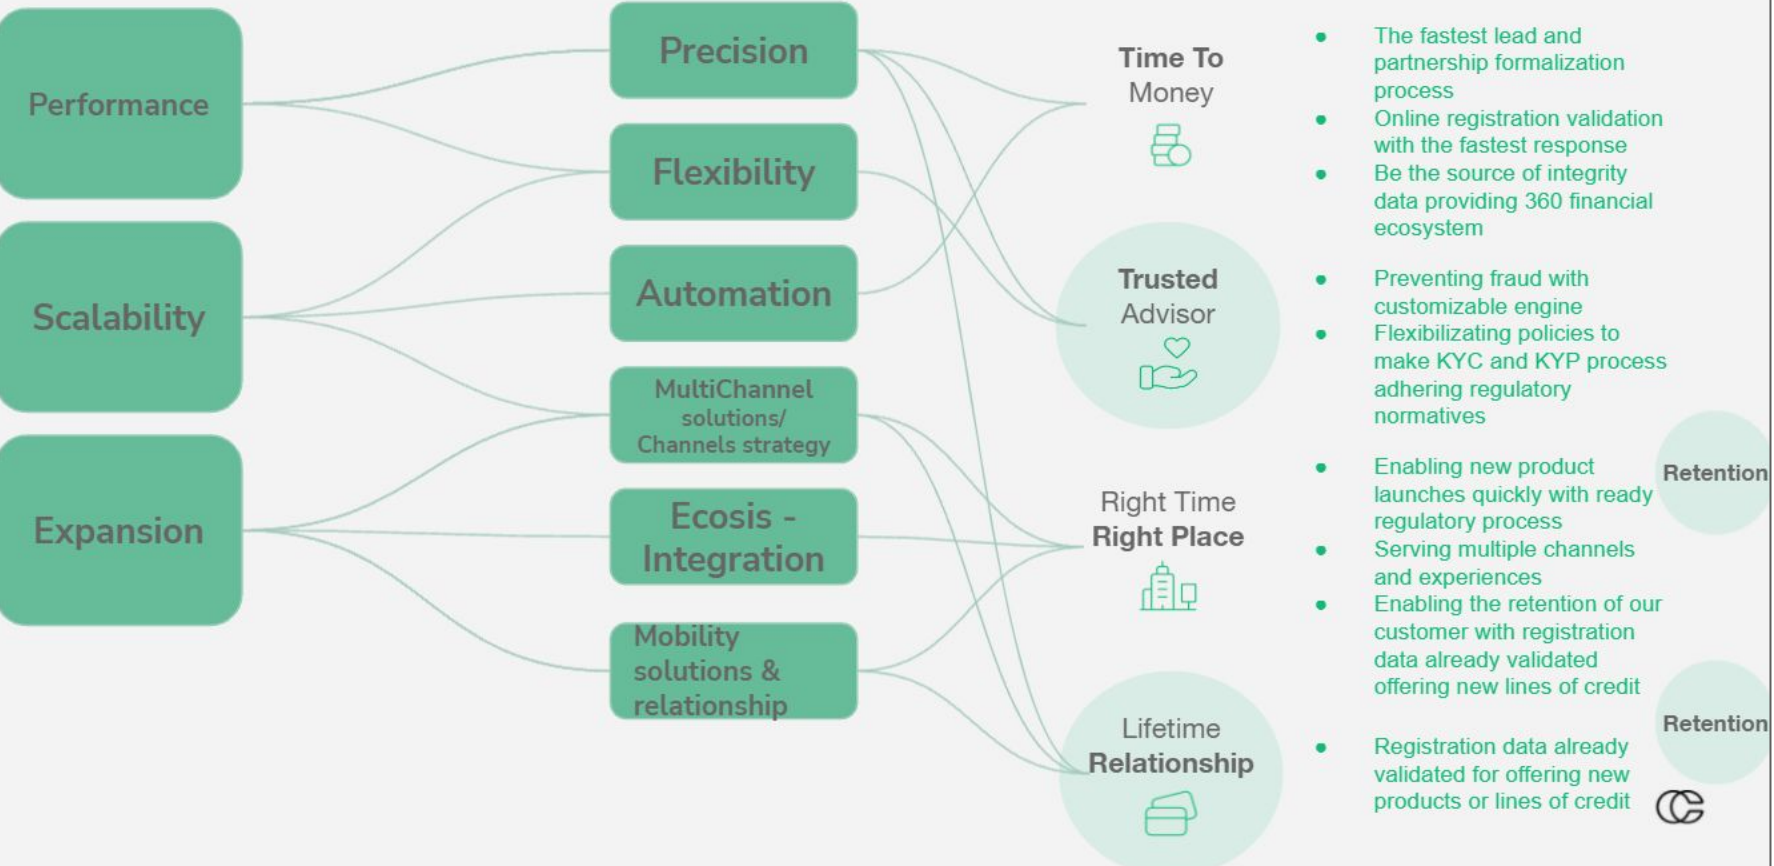 Performance
Scalability
Expansion
Precision
Flexibility
Automation
MultiChannel
solutions/
Channels strategy
Ecosis -
Integration
Mobility
solutions &
relationship
Time To
Money
Trusted
Advisor
Right Time
Right Place
Lifetime
Relationship
• The fastest lead and
partnership formalization
process
• Online registration validation
with the fastest response
• Be the source of integrity
data providing 360 financial
ecosystem
• Preventing fraud with
customizable engine
• Flexibilizating policies to
make KYC and KYP process
adhering regulatory
normatives
• Enabling new product
launches quickly with ready
regulatory process
• Serving multiple channels
and experiences
• Enabling the retention of our
customer with registration
data already validated
offering new lines of credit
• Registration data already
validated for offering new
products or lines of credit
Retention
Retention